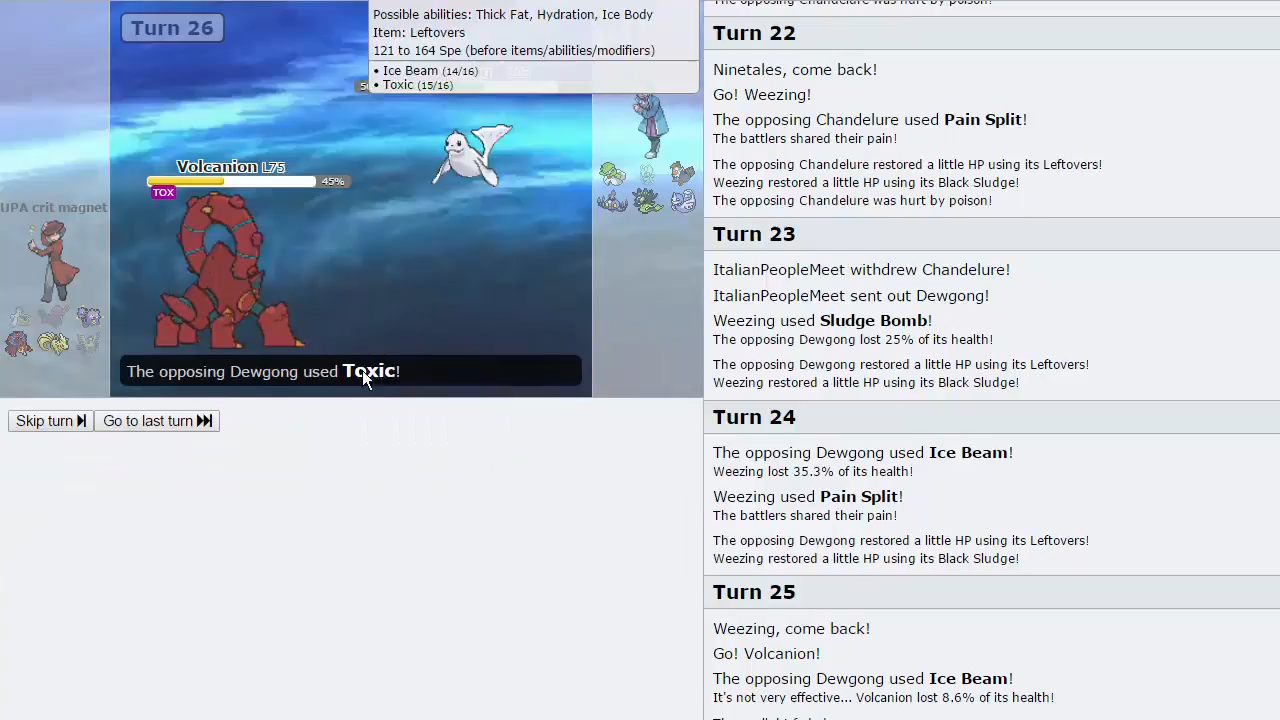 Turn 26
Possible abilities: Thick Fat, Hydration, Ice Body
Item: Leftovers
121 to 164 Spe (before items/abilities/modifiers)
• Ice Beam (14/16)
• Toxic (15/16)
Volcanion L75
45%
TOX
UPA crit magnet
The opposing Dewgong used Toxic!
Skip turn
Go to last turn
Turn 22
Ninetales, come back!
Go! Weezing!
The opposing Chandelure used Pain Split!
The battlers shared their pain!
The opposing Chandelure restored a little HP using its Leftovers!
Weezing restored a little HP using its Black Sludge!
The opposing Chandelure was hurt by poison!
Turn 23
ItalianPeopleMeet withdrew Chandelure!
ItalianPeopleMeet sent out Dewgong!
Weezing used Sludge Bomb!
The opposing Dewgong lost 25% of its health!
The opposing Dewgong restored a little HP using its Leftovers!
Weezing restored a little HP using its Black Sludge!
Turn 24
The opposing Dewgong used Ice Beam!
Weezing lost 35.3% of its health!
Weezing used Pain Split!
The battlers shared their pain!
The opposing Dewgong restored a little HP using its Leftovers!
Weezing restored a little HP using its Black Sludge!
Turn 25
Weezing, come back!
Go! Volcanion!
The opposing Dewgong used Ice Beam!
It's not very effective... Volcanion lost 8.6% of its health!